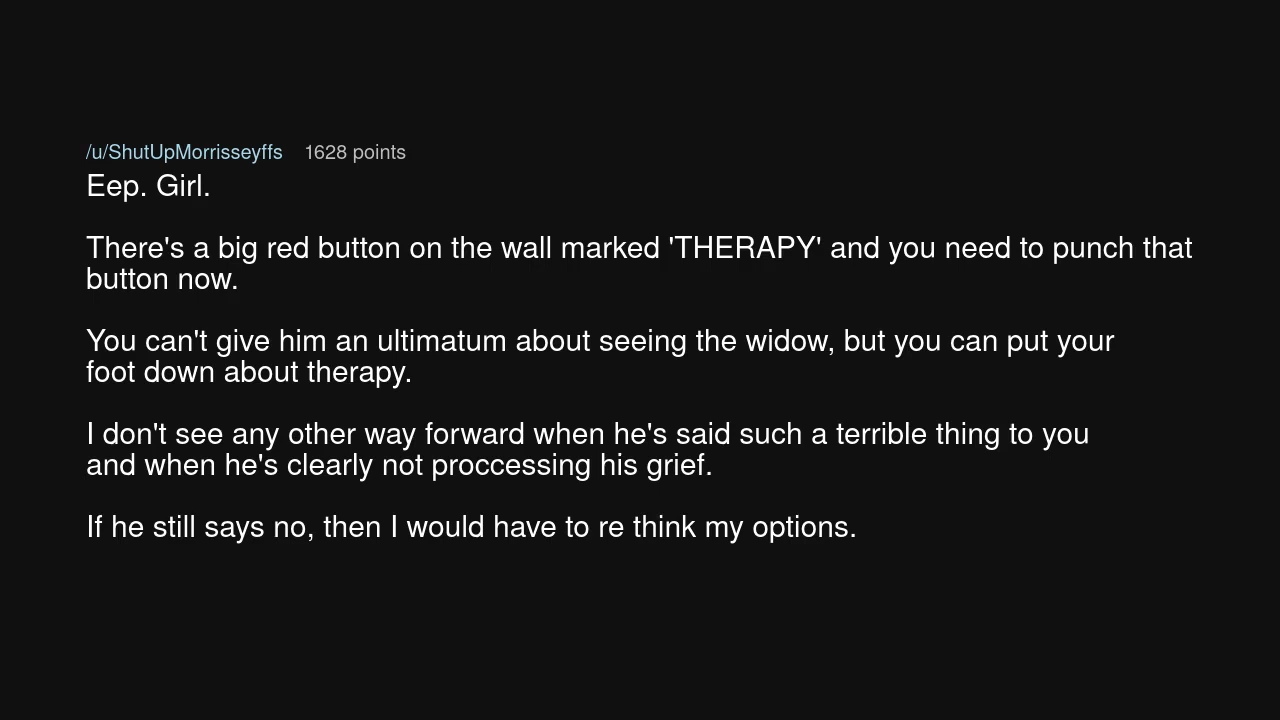 /u/ShutUpMorrisseyffs 1628 points
Eep. Girl.
There's a big red button on the wall marked 'THERAPY' and you need to punch that
button now.
You can't give him an ultimatum about seeing the widow, but you can put your
foot down about therapy.
I don't see any other way forward when he's said such a terrible thing to you
and when he's clearly not proccessing his grief.
If he still says no, then I would have to re think my options.